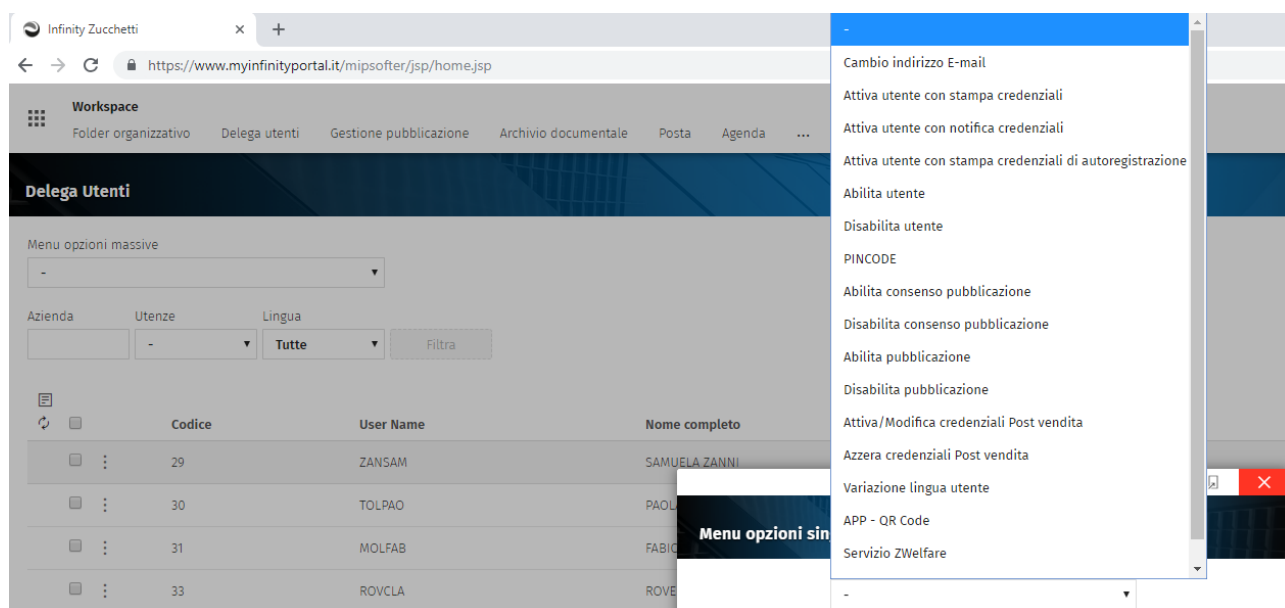 Infinity Zucchetti
https://www.myinfinityportal.it/mipsofter/jsp/home.jsp
Workspace
Folder organizzativo Delega utenti Gestione pubblicazione Archivio documentale Posta Agenda ...
Delega Utenti
Menu opzioni massive
-
Azienda Utenze Lingua
- Tutte Filtra
Codice User Name Nome completo
29 ZANSAM SAMUELA ZANNI
30 TOLPAO PAOL
31 MOLFAB FABIO
33 ROVCLA ROVE
-
Cambio indirizzo E-mail
Attiva utente con stampa credenziali
Attiva utente con notifica credenziali
Attiva utente con stampa credenziali di autoregistrazione
Abilita utente
Disabilita utente
PINCODE
Abilita consenso pubblicazione
Disabilita consenso pubblicazione
Abilita pubblicazione
Disabilita pubblicazione
Attiva/Modifica credenziali Post vendita
Azzera credenziali Post vendita
Variazione lingua utente
APP - QR Code
Servizio ZWelfare
Menu opzioni sin
-